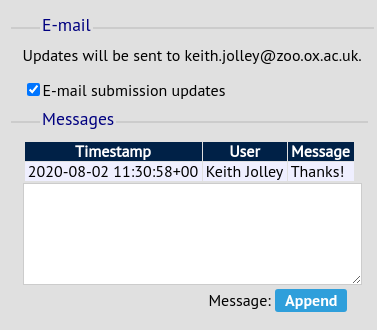 E-mail
Updates will be sent to keith.jolley@zoo.ox.ac.uk.
E-mail submission updates
Messages
Timestamp User Message
2020-08-02 11:30:58+00 Keith Jolley Thanks!
Message: Append